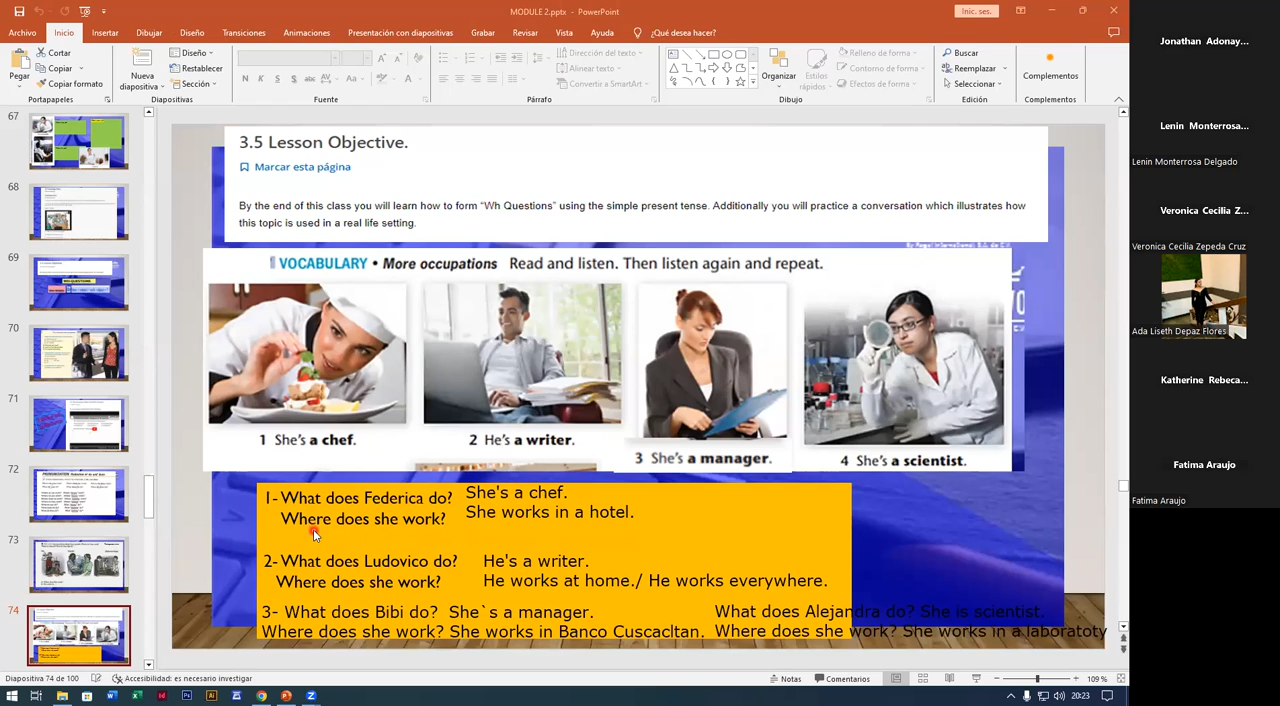 MODULE 2.pptx - PowerPoint
Inic. ses.
Archivo Inicio Insertar Dibujar Diseño Transiciones Animaciones Presentación con diapositivas Grabar Revisar Vista Ayuda ¿Qué desea hacer?
Pegar
Cortar
Copiar
Copiar formato
Portapapeles
Nueva
diapositiva
Diseño
Restablecer
Sección
Diapositivas
N K S S abc AV Aa A
Fuente
Dirección del texto
Alinear texto
Convertir a SmartArt
Párrafo
Organizar
Estilos
rápidos
Relleno de forma
Contorno de forma
Efectos de forma
Dibujo
Buscar
Reemplazar
Seleccionar
Edición
Complementos
Complementos
67
68
69
70
71
72
73
74
3.5 Lesson Objective.
Marcar esta página
By the end of this class you will learn how to form “Wh Questions” using the simple present tense. Additionally you will practice a conversation which illustrates how
this topic is used in a real life setting.
VOCABULARY • More occupations Read and listen. Then listen again and repeat.
1 She's a chef.
2 He's a writer.
3 She's a manager.
4 She's a scientist.
1- What does Federica do? She's a chef.
Where does she work? She works in a hotel.
2- What does Ludovico do? He's a writer.
Where does she work? He works at home./ He works everywhere.
3- What does Bibi do? She`s a manager.
Where does she work? She works in Banco Cuscacltan.
What does Alejandra do? She is scientist.
What does she work? She works in a laboratoty
Jonathan Adonay...
Lenin Monterrosa...
Lenin Monterrosa Delgado
Veronica Cecilia Z...
Veronica Cecilia Zepeda Cruz
Ada Liseth Depaz Flores
Katherine Rebeca...
Fatima Araujo
Fatima Araujo
Diapositiva 74 de 100
Accesibilidad: es necesario investigar
Notas
Comentarios
109 %
20:23